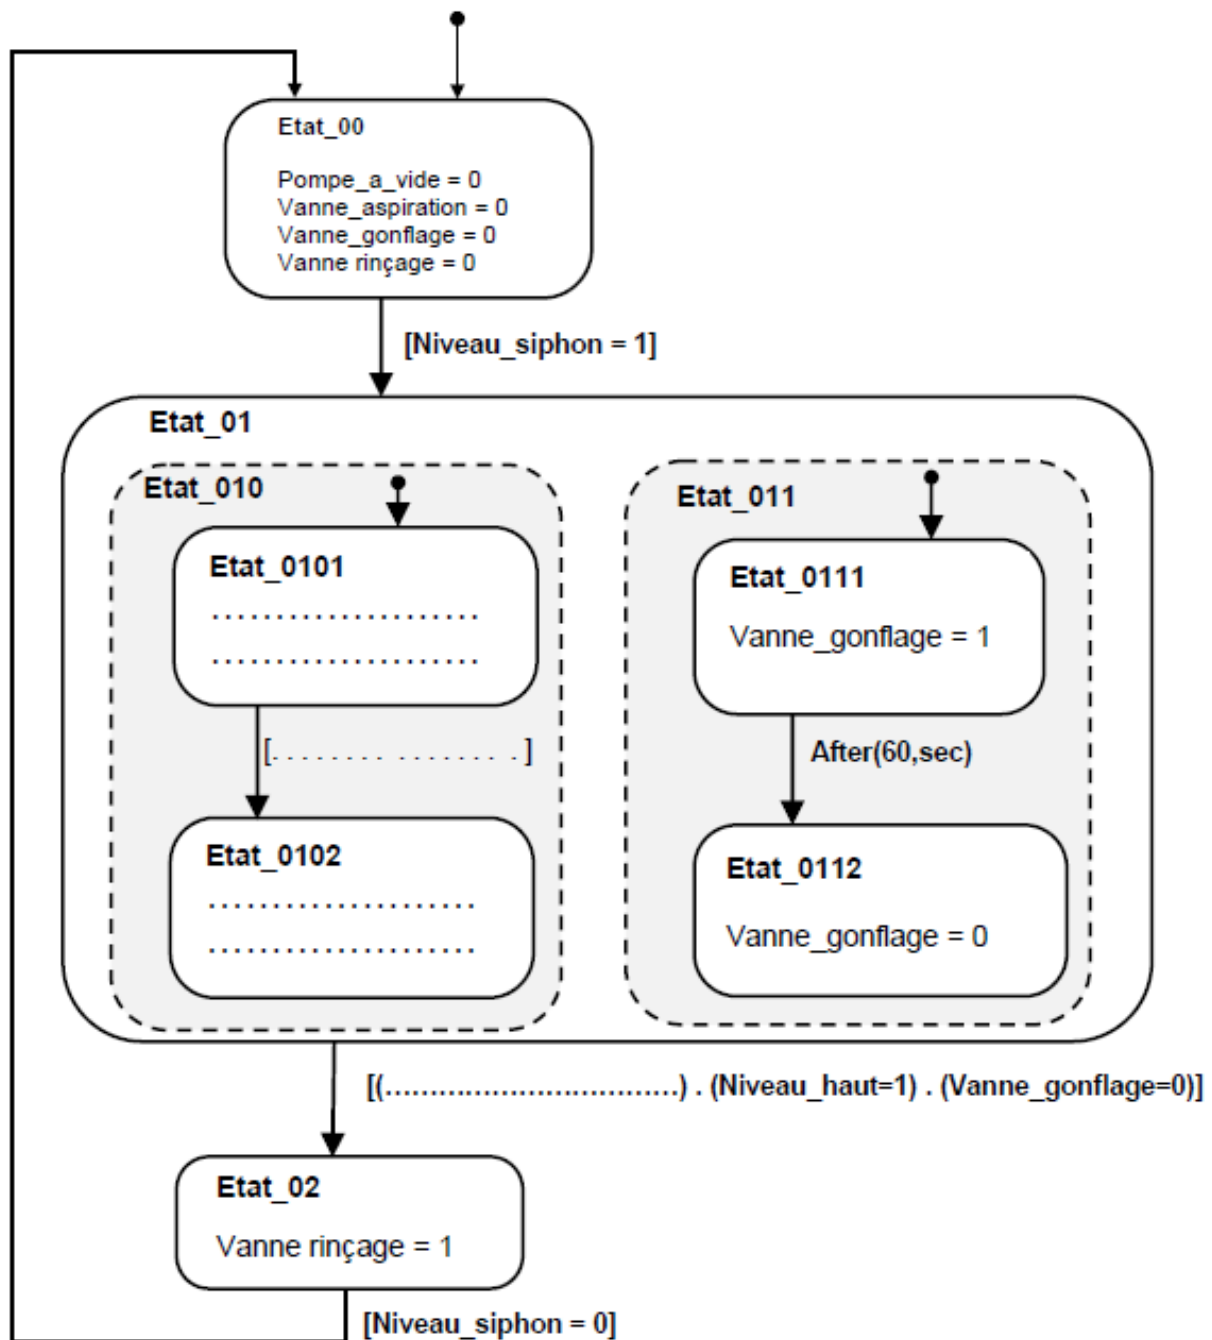 Etat_00
Pompe_a_vide = 0
Vanne_aspiration = 0
Vanne_gonflage = 0
Vanne rinçage = 0
[Niveau_siphon = 1]
Etat_01
Etat_010
Etat_0101
.....................
.....................
[. . . . . . . . . . . . . . . . . ]
Etat_0102
.....................
.....................
Etat_011
Etat_0111
Vanne_gonflage = 1
After(60,sec)
Etat_0112
Vanne_gonflage = 0
[(....................................) . (Niveau_haut=1) . (Vanne_gonflage=0)]
Etat_02
Vanne rinçage = 1
[Niveau_siphon = 0]